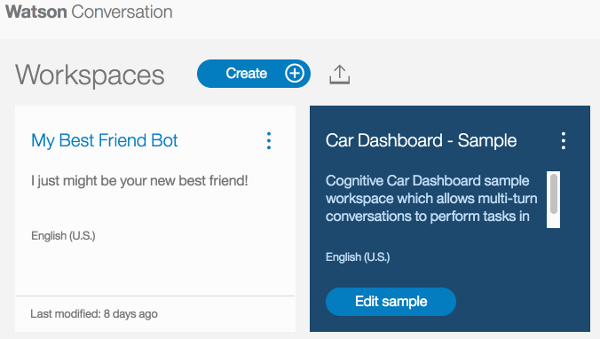 Watson Conversation
Workspaces
Create
My Best Friend Bot
I just might be your new best friend!
English (U.S.)
Last modified: 8 days ago
Car Dashboard - Sample
Cognitive Car Dashboard sample
workspace which allows multi-turn
conversations to perform tasks in
English (U.S.)
Edit sample